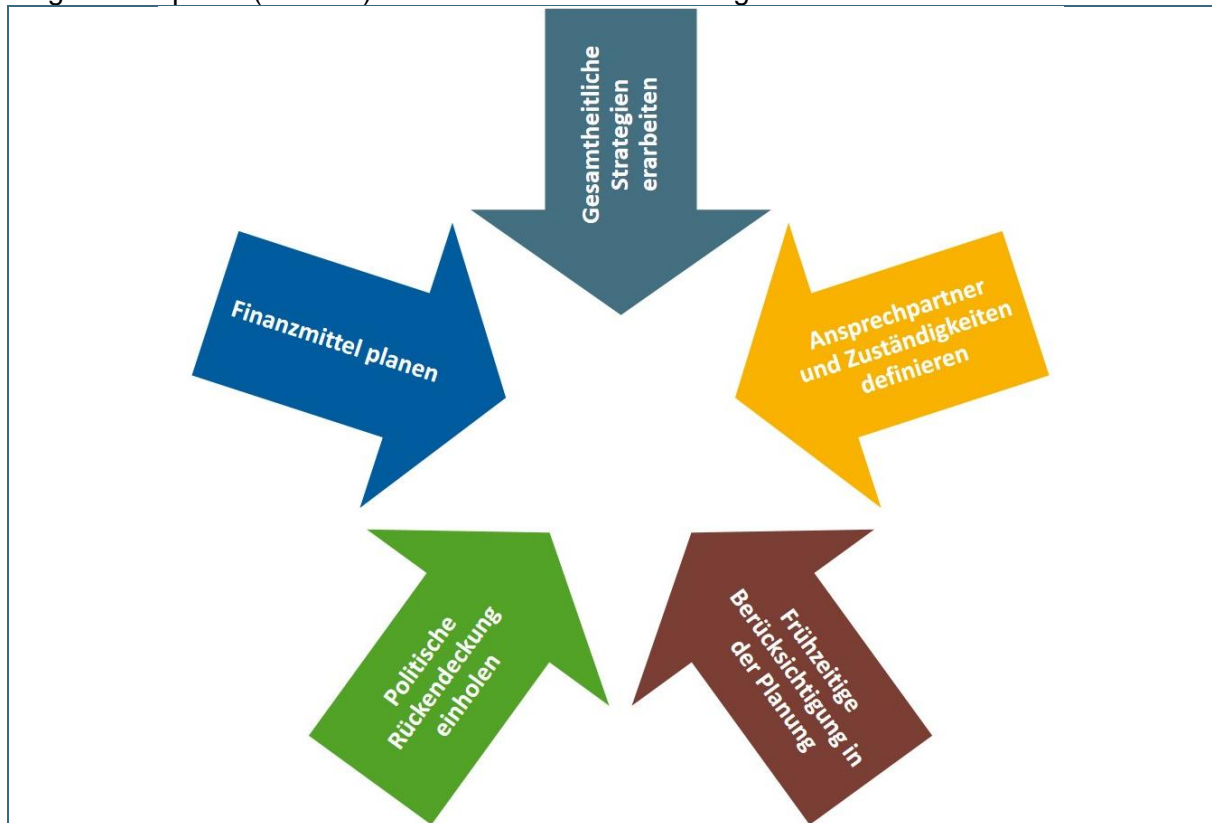 Gesamtheitliche
Strategien
erarbeiten
Ansprechpartner
und Zuständigkeiten
definieren
Frühzeitige
Berücksichtigung in
der Planung
Politische
Rückendeckung
einholen
Finanzmittel planen